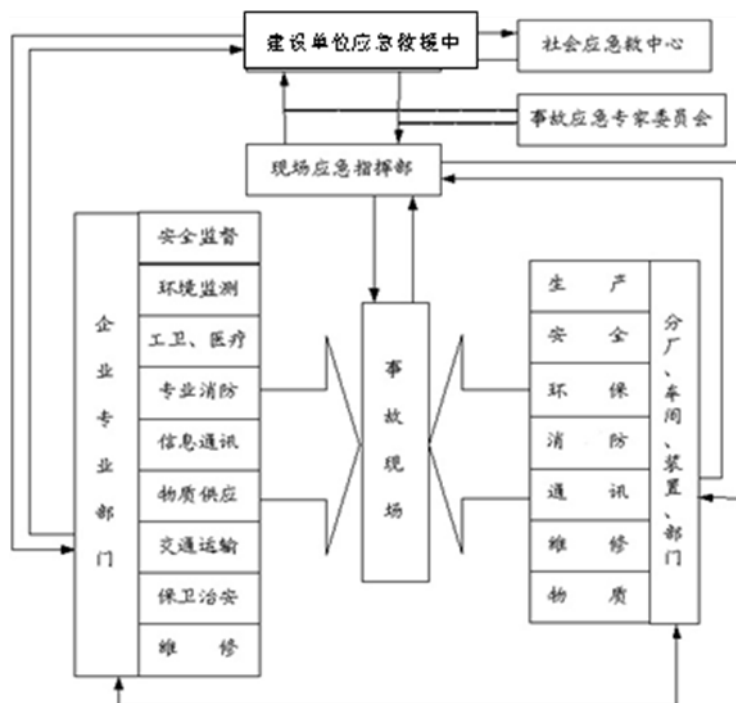 建设单位应急救援中
社会应急救中心
事故应急专家委员会
现场应急指挥部
企业专业部门
安全监督
环境监测
工卫、医疗
专业消防
信息通讯
物质供应
交通运输
保卫治安
维 修
事故现场
生 产
安 全
环 保
消 防
通 讯
维 修
物 质
分厂、车间、装置、部门